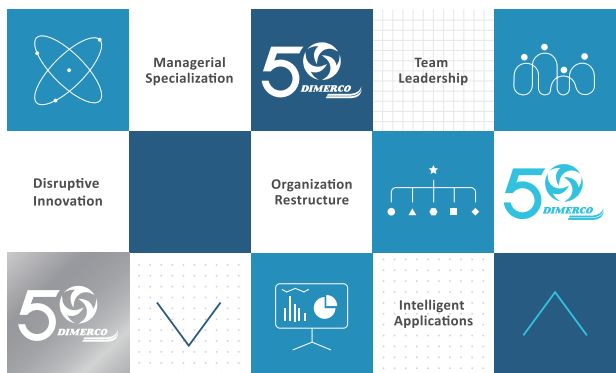 Managerial
Specialization
50
DIMERCO
Team
Leadership
Disruptive
Innovation
Organization
Restructure
50
DIMERCO
50
DIMERCO
Intelligent
Applications